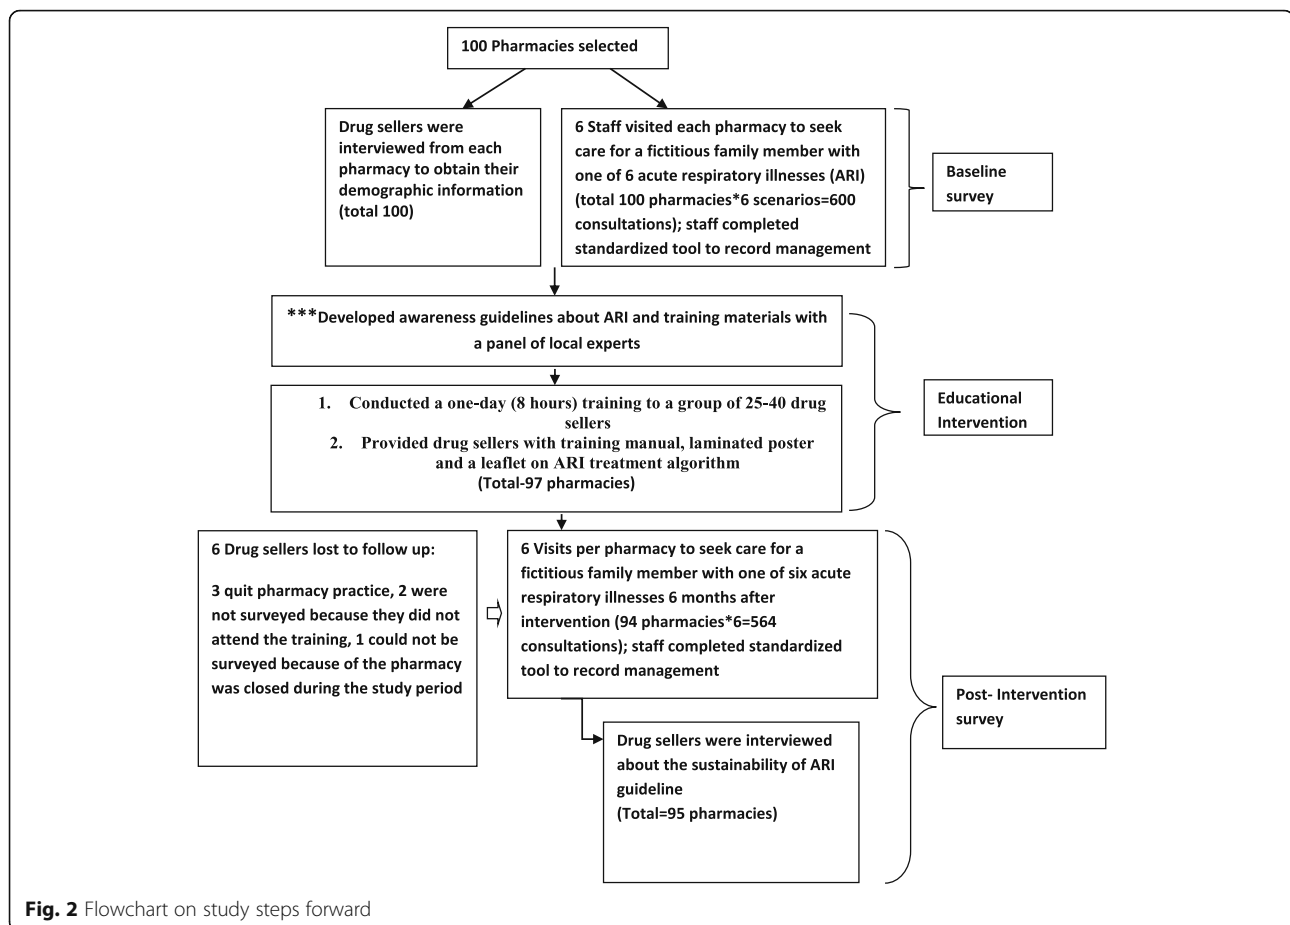 100 Pharmacies selected
Drug sellers were
interviewed from each
pharmacy to obtain their
demographic information
(total 100)
6 Staff visited each pharmacy to seek
care for a fictitious family member with
one of 6 acute respiratory illnesses (ARI)
(total 100 pharmacies*6 scenarios=600
consultations); staff completed
standardized tool to record management
Baseline
survey
***Developed awareness guidelines about ARI and training materials with
a panel of local experts
1. Conducted a one-day (8 hours) training to a group of 25-40 drug
sellers
2. Provided drug sellers with training manual, laminated poster
and a leaflet on ARI treatment algorithm
(Total-97 pharmacies)
Educational
Intervention
6 Drug sellers lost to follow up:
3 quit pharmacy practice, 2 were
not surveyed because they did not
attend the training, 1 could not be
surveyed because of the pharmacy
was closed during the study period
6 Visits per pharmacy to seek care for a
fictitious family member with one of six acute
respiratory illnesses 6 months after
intervention (94 pharmacies*6=564
consultations); staff completed standardized
tool to record management
Post- Intervention
survey
Drug sellers were interviewed
about the sustainability of ARI
guideline
(Total=95 pharmacies)
Fig. 2 Flowchart on study steps forward